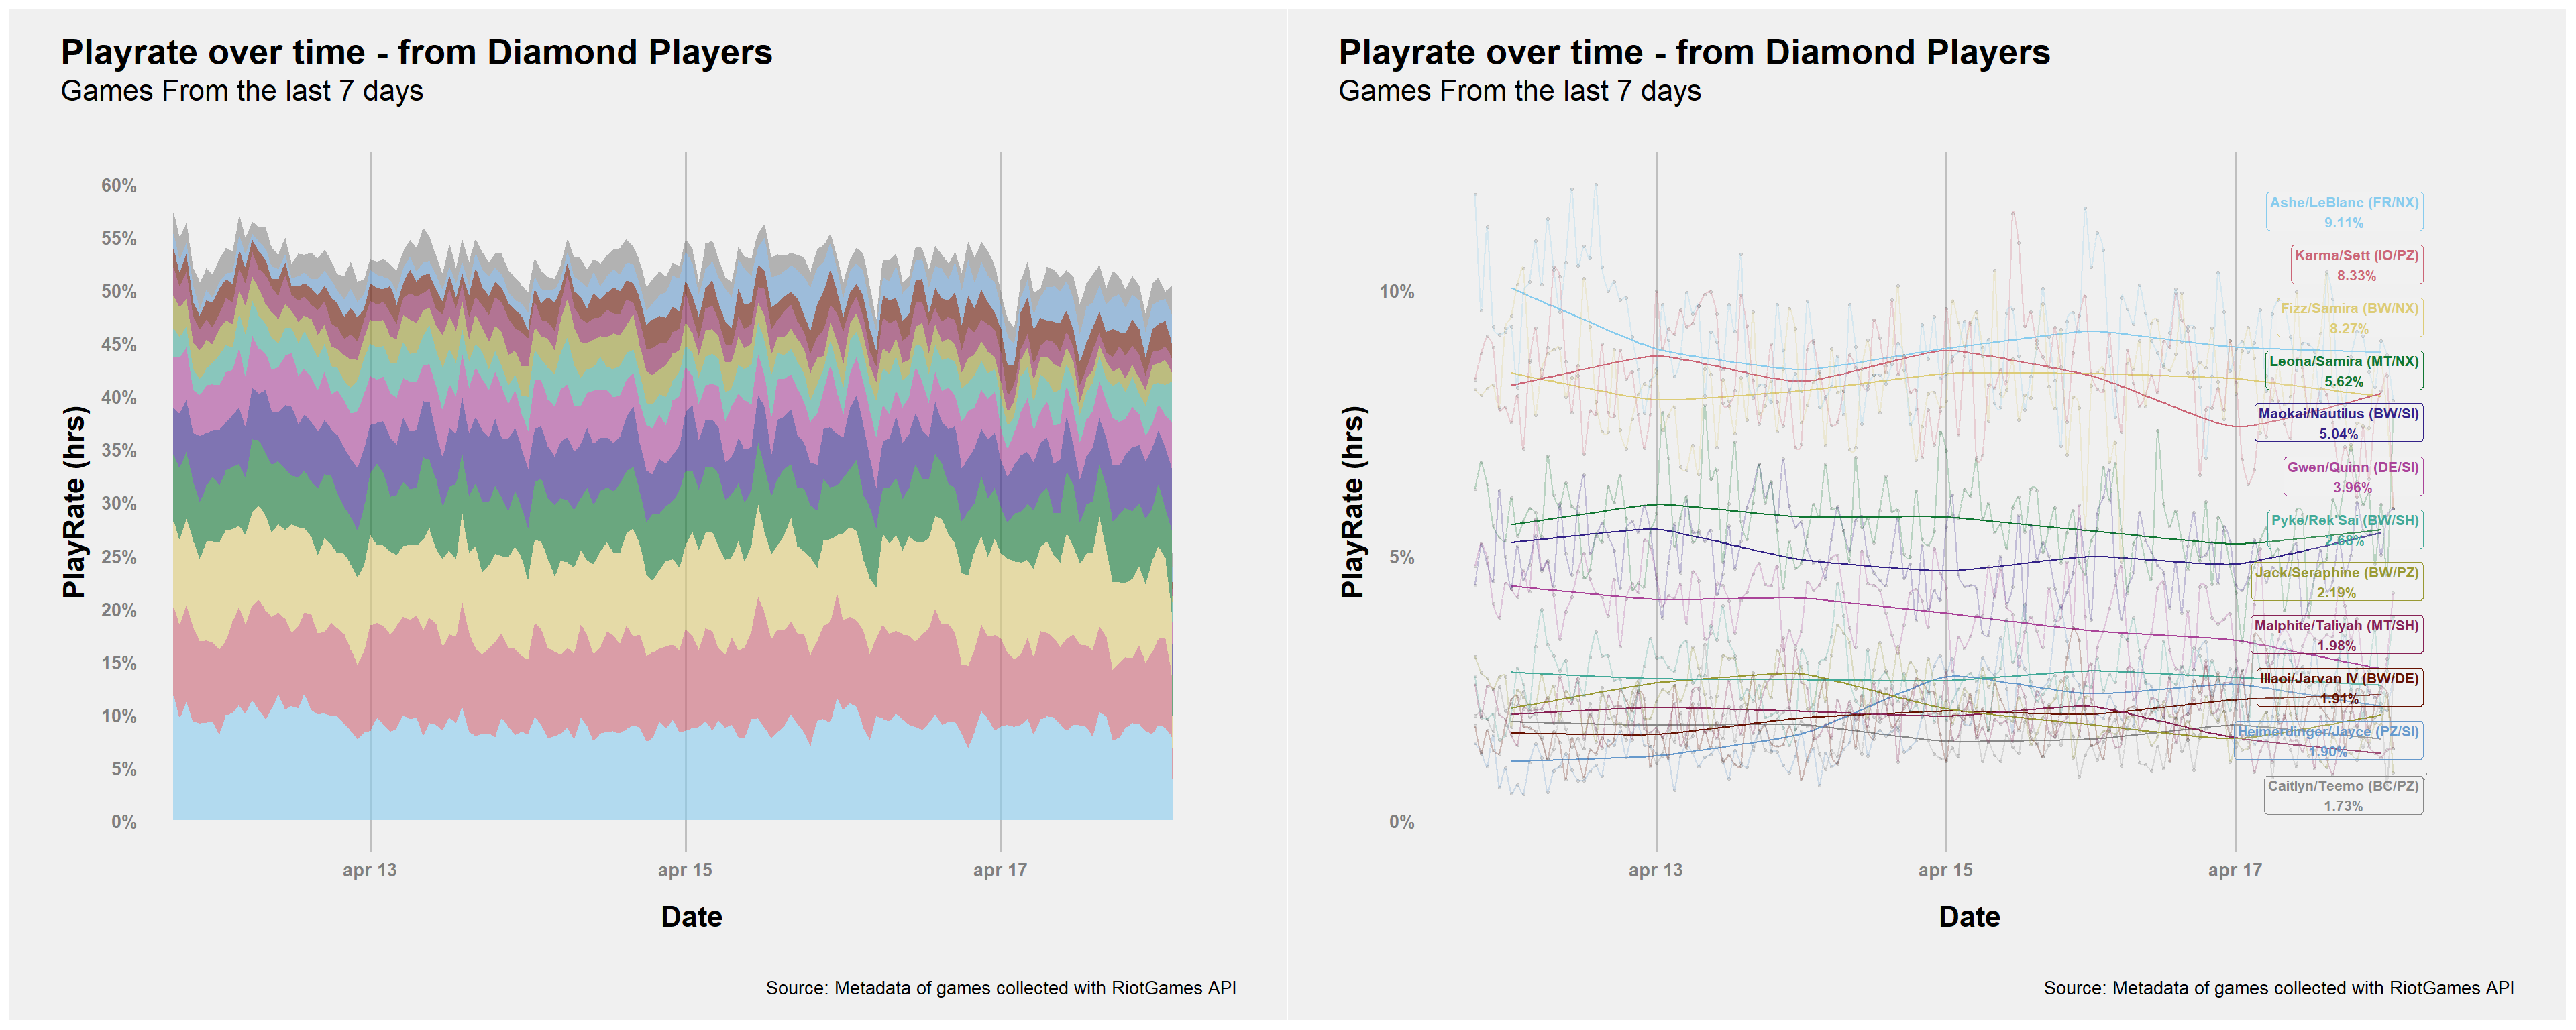 Playrate over time - from Diamond Players
Games From the last 7 days
60%
55%
50%
45%
40%
35%
30%
25%
20%
15%
10%
5%
0%
PlayRate (hrs)
apr 13
apr 15
apr 17
Date
Source: Metadata of games collected with RiotGames API
Playrate over time - from Diamond Players
Games From the last 7 days
10%
5%
0%
PlayRate (hrs)
Ashe/LeBlanc (FR/NX)
9.11%
Karma/Sett (IO/PZ)
8.33%
Fizz/Samira (BW/NX)
8.27%
Leona/Samira (MT/NX)
5.62%
Maokai/Nautilus (BW/SI)
5.04%
Gwen/Quinn (DE/SI)
3.96%
Pyke/Rek'Sai (BW/SH)
2.68%
Jack/Seraphine (BW/PZ)
2.19%
Malphite/Taliyah (MT/SH)
1.98%
Illaoi/Jarvan IV (BW/DE)
1.91%
Heimerdinger/Jayce (PZ/SI)
1.90%
Caitlyn/Teemo (BC/PZ)
1.73%
apr 13
apr 15
apr 17
Date
Source: Metadata of games collected with RiotGames API